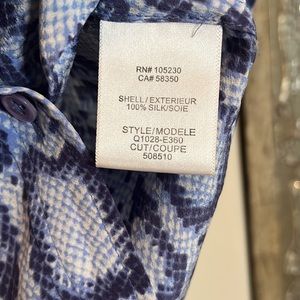 RN# 105230
CA# 58350
SHELL/EXTERIEUR
100% SILK/SOIE
STYLE/MODELE
Q1028-E360
CUT/COUPE
508510